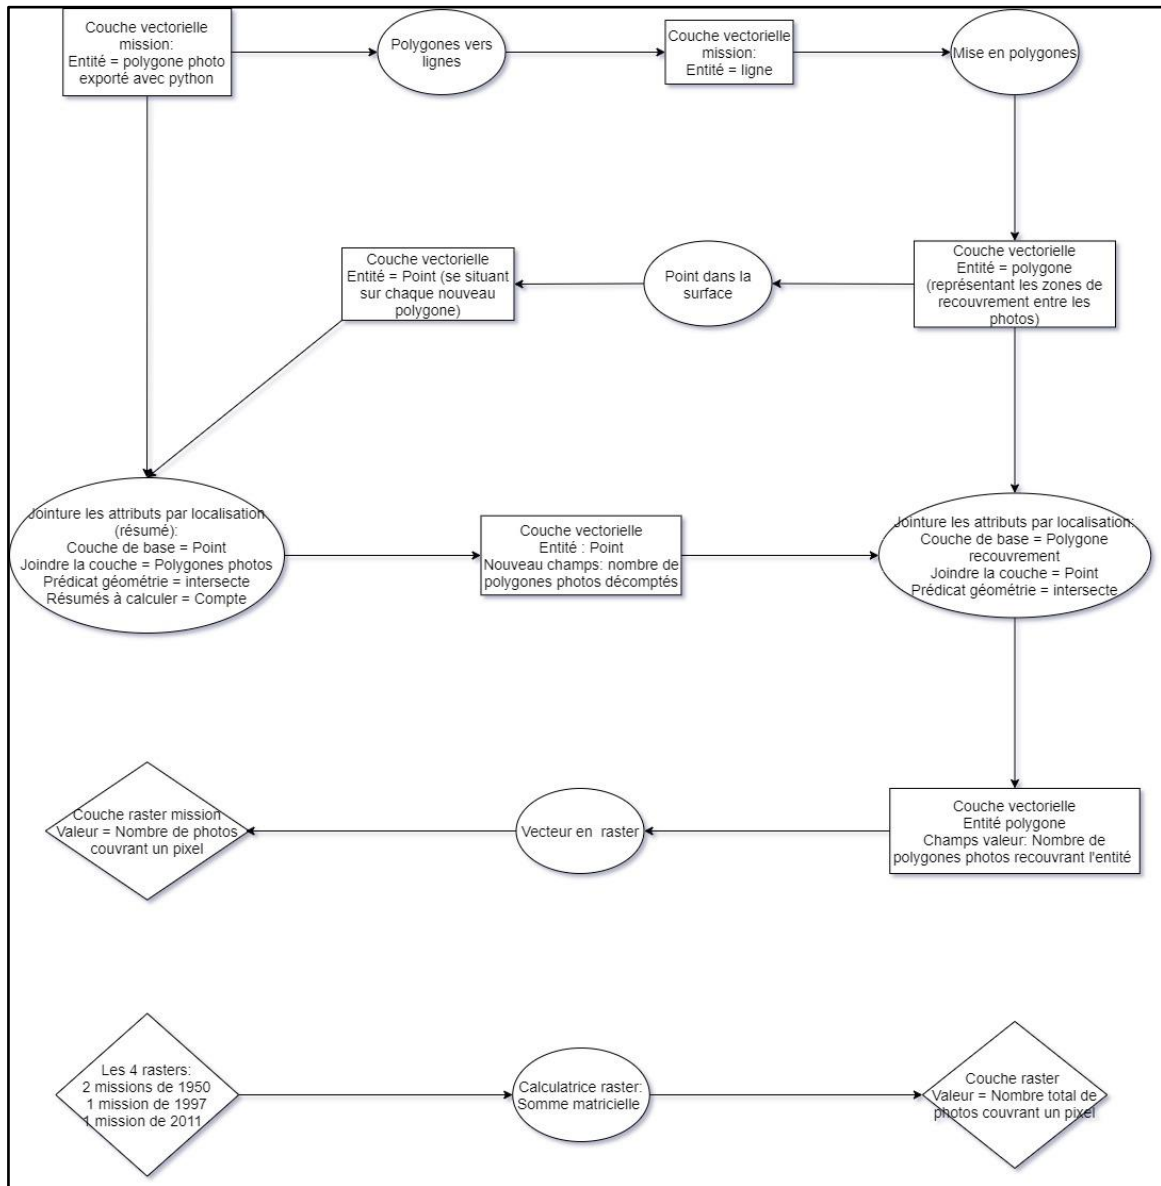 Couche vectorielle
mission:
Entité = polygone photo
exporté avec python
Polygones vers
lignes
Couche vectorielle
mission:
Entité = ligne
Mise en polygones
Couche vectorielle
Entité = Point (se situant
sur chaque nouveau
polygone)
Point dans la
surface
Couche vectorielle
Entité = polygone
(représentant les zones de
recouvrement entre les
photos)
Jointure les attributs par localisation
(résumé):
Couche de base = Point
Joindre la couche = Polygones photos
Prédicat géométrie = intersecte
Résumés à calculer = Compte
Couche vectorielle
Entité : Point
Nouveau champs: nombre de
polygones photos décomptés
Jointure les attributs par localisation:
Couche de base = Polygone
recouvrement
Joindre la couche = Point
Prédicat géométrie = intersecte
Couche raster mission
Valeur = Nombre de photos
couvrant un pixel
Vecteur en raster
Couche vectorielle
Entité polygone
Champs valeur: Nombre de
polygones photos recouvrant l'entité
Les 4 rasters:
2 missions de 1950
1 mission de 1997
1 mission de 2011
Calculatrice raster:
Somme matricielle
Couche raster
Valeur = Nombre total de
photos couvrant un pixel